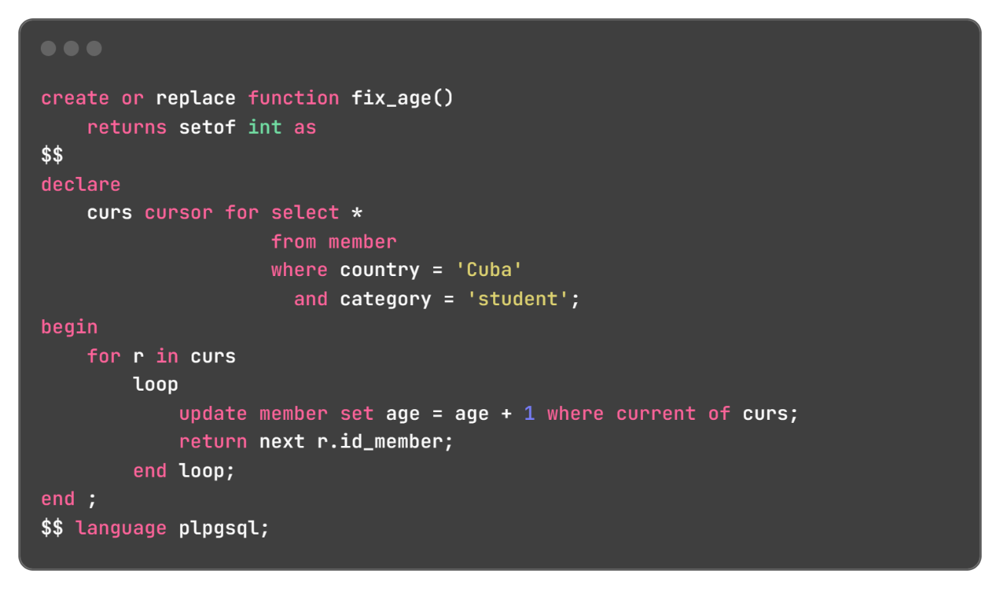 create or replace function fix_age()
    returns setof int as
$$
declare
    curs cursor for select *
                    from member
                    where country = 'Cuba'
                      and category = 'student';
begin
    for r in curs
        loop
            update member set age = age + 1 where current of curs;
            return next r.id_member;
        end loop;
end ;
$$ language plpgsql;